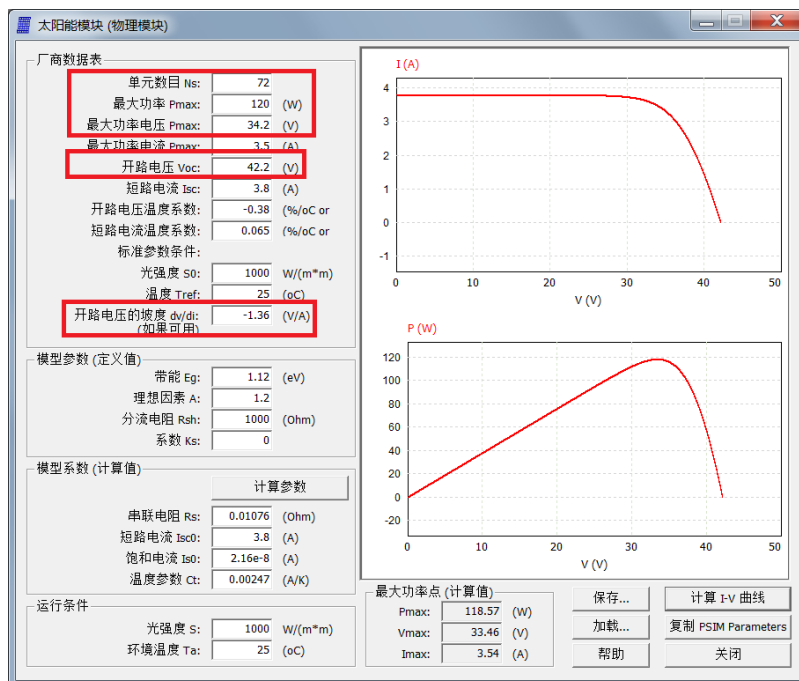 太阳能模块 (物理模块)
厂商数据表
单元数目 Ns: 72
最大功率 Pmax: 120 (W)
最大功率电压 Pmax: 34.2 (V)
最大功率电流 Pmax: 3.5 (A)
开路电压 Voc: 42.2 (V)
短路电流 Isc: 3.8 (A)
开路电压温度系数: -0.38 (%/oC or
短路电流温度系数: 0.065 (%/oC or
标准参数条件:
光强度 S0: 1000 W/(m*m)
温度 Tref: 25 (oC)
开路电压的坡度 dv/di: -1.36 (V/A)
(如果可用)
模型参数 (定义值)
带能 Eg: 1.12 (eV)
理想因素 A: 1.2
分流电阻 Rsh: 1000 (Ohm)
系数 Ks: 0
模型系数 (计算值)
计算参数
串联电阻 Rs: 0.01076 (Ohm)
短路电流 Isc0: 3.8 (A)
饱和电流 Is0: 2.16e-8 (A)
温度参数 Ct: 0.00247 (A/K)
运行条件
光强度 S: 1000 W/(m*m)
环境温度 Ta: 25 (oC)
I (A)
4
3
2
1
0
-1
0 10 20 30 40 50
V (V)
P (W)
120
100
80
60
40
20
0
-20
0 10 20 30 40 50
V (V)
最大功率点 (计算值)
Pmax: 118.57 (W)
Vmax: 33.46 (V)
Imax: 3.54 (A)
保存... 计算 I-V 曲线
加载... 复制 PSIM Parameters
帮助 关闭